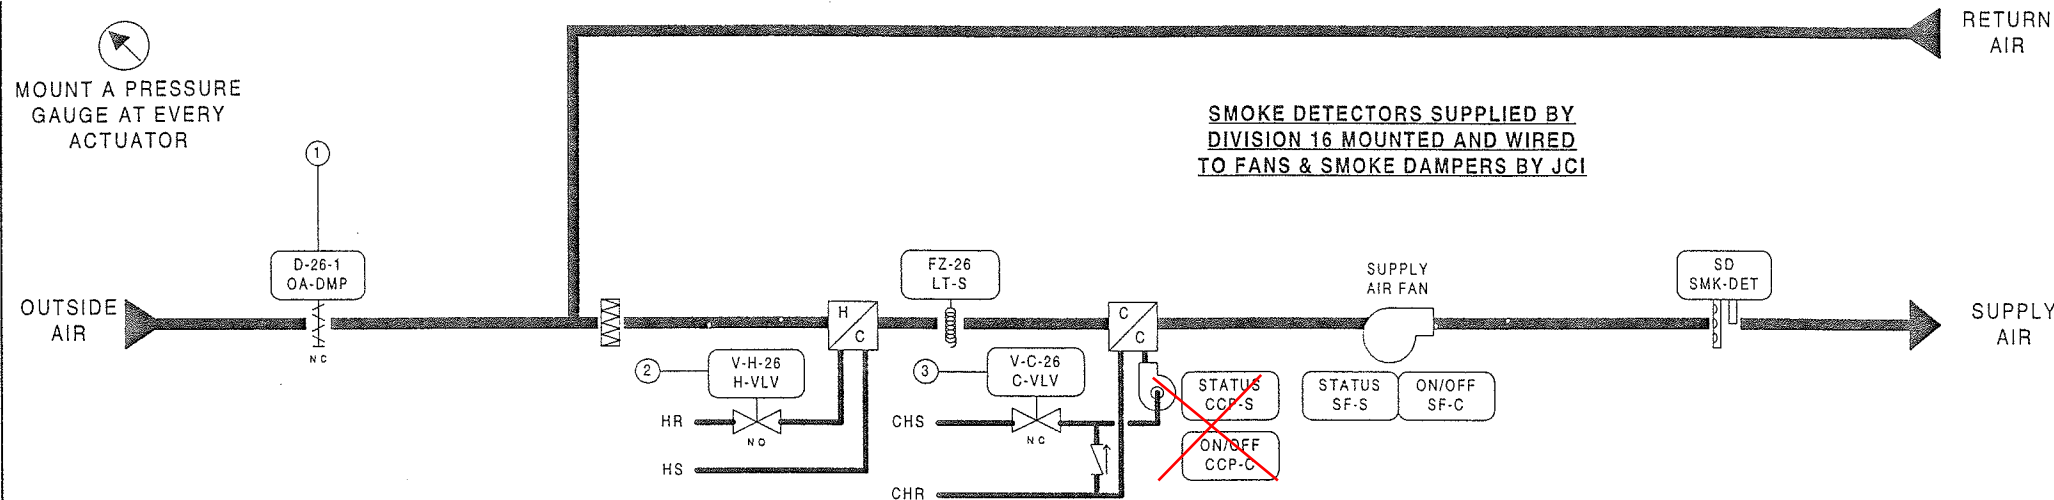 RETURN
AIR
MOUNT A PRESSURE
GAUGE AT EVERY
ACTUATOR
SMOKE DETECTORS SUPPLIED BY
DIVISION 16 MOUNTED AND WIRED
TO FANS & SMOKE DAMPERS BY JCI
1
D-26-1
OA-DMP
FZ-26
LT-S
SUPPLY
AIR FAN
SD
SMK-DET
OUTSIDE
AIR
NC
H
C
C
C
SUPPLY
AIR
2
V-H-26
H-VLV
3
V-C-26
C-VLV
STATUS
CCP-S
STATUS
SF-S
ON/OFF
SF-C
HR
NO
CHS
NC
ON/OFF
CCP-C
HS
CHR